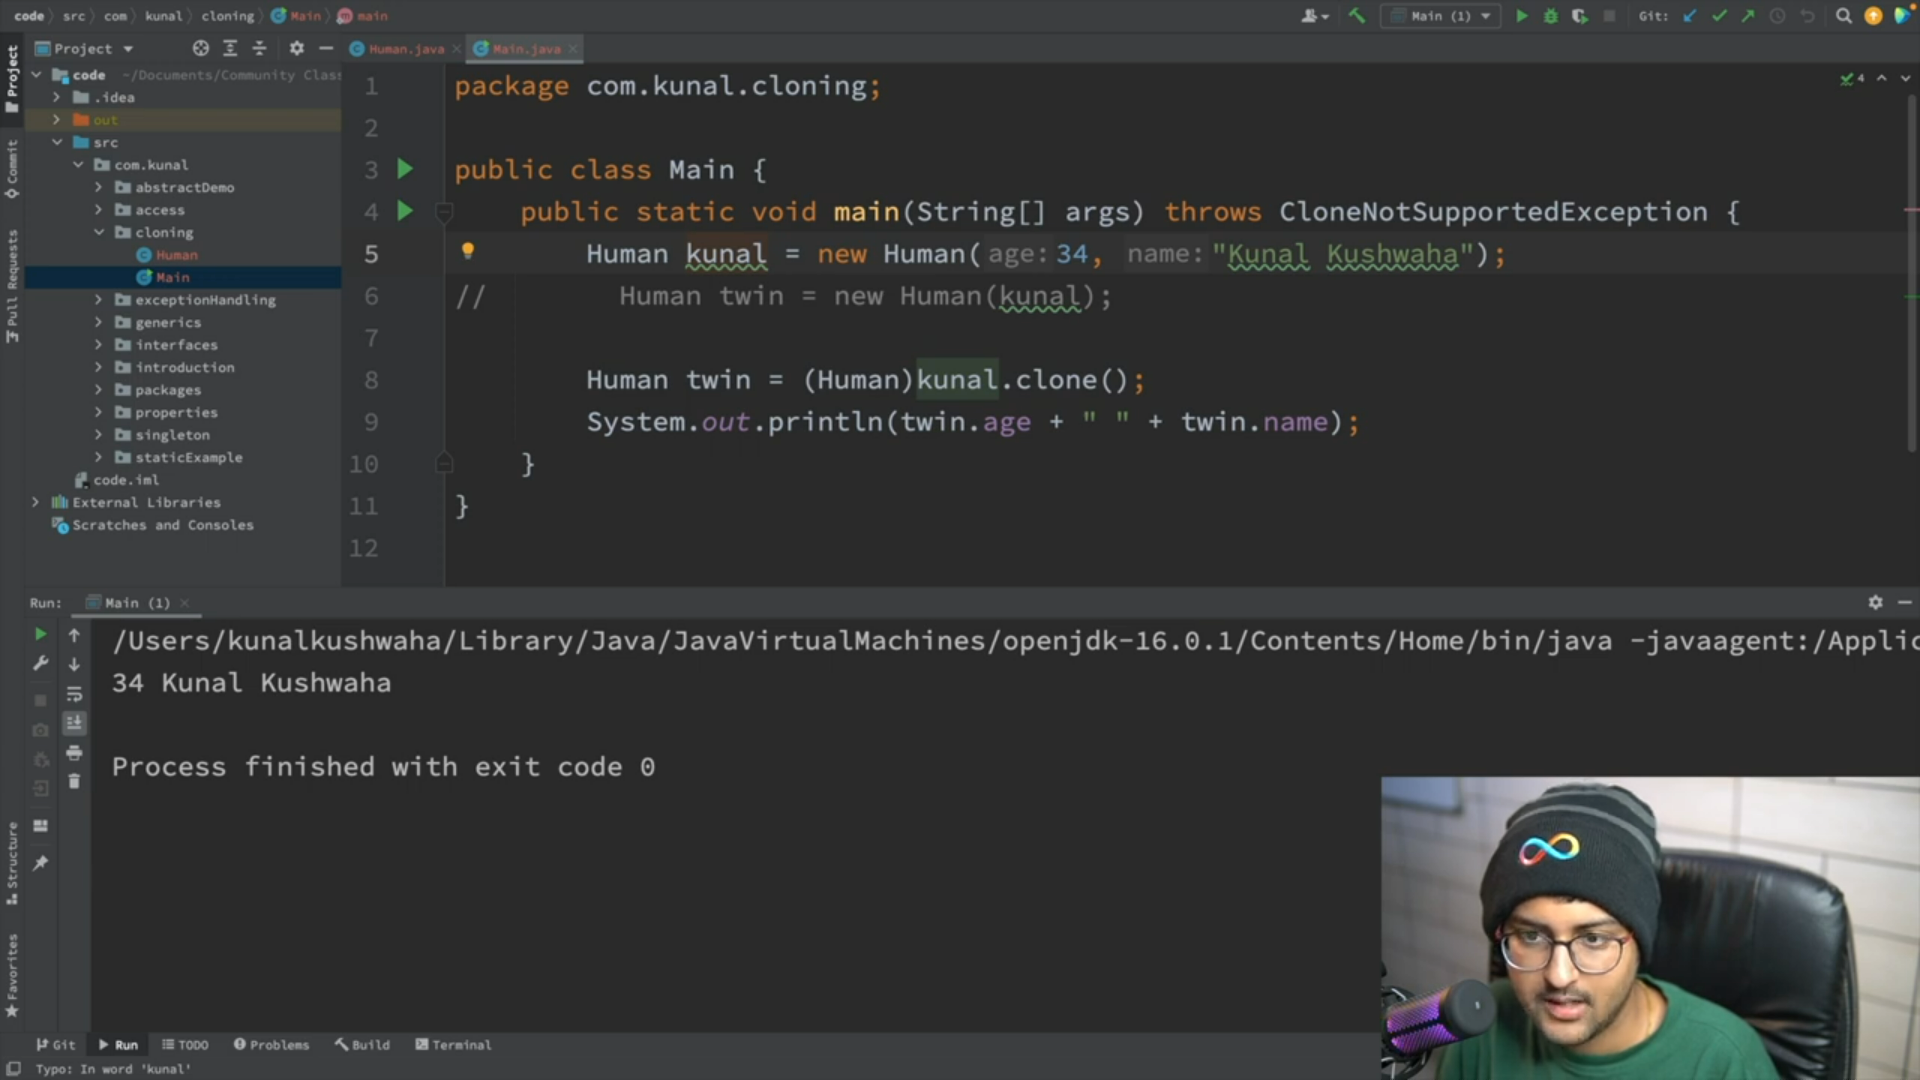 code src com kunal cloning Main main
Main (1)
Git:
Project
Human.java
Main.java
Project
Commit
Pull Requests
code ~/Documents/Community Clas
.idea
out
src
com.kunal
abstractDemo
access
cloning
Human
Main
exceptionHandling
generics
interfaces
introduction
packages
properties
singleton
staticExample
code.iml
External Libraries
Scratches and Consoles
4
1 package com.kunal.cloning;
2
3 public class Main {
4 public static void main(String[] args) throws CloneNotSupportedException {
5 Human kunal = new Human( age: 34, name: "Kunal Kushwaha");
6 // Human twin = new Human(kunal);
7
8 Human twin = (Human)kunal.clone();
9 System.out.println(twin.age + " " + twin.name);
10 }
11 }
12
Run: Main (1)
/Users/kunalkushwaha/Library/Java/JavaVirtualMachines/openjdk-16.0.1/Contents/Home/bin/java -javaagent:/Applic
34 Kunal Kushwaha
Process finished with exit code 0
Structure
Favorites
Git Run TODO Problems Build Terminal
Typo: In word 'kunal'